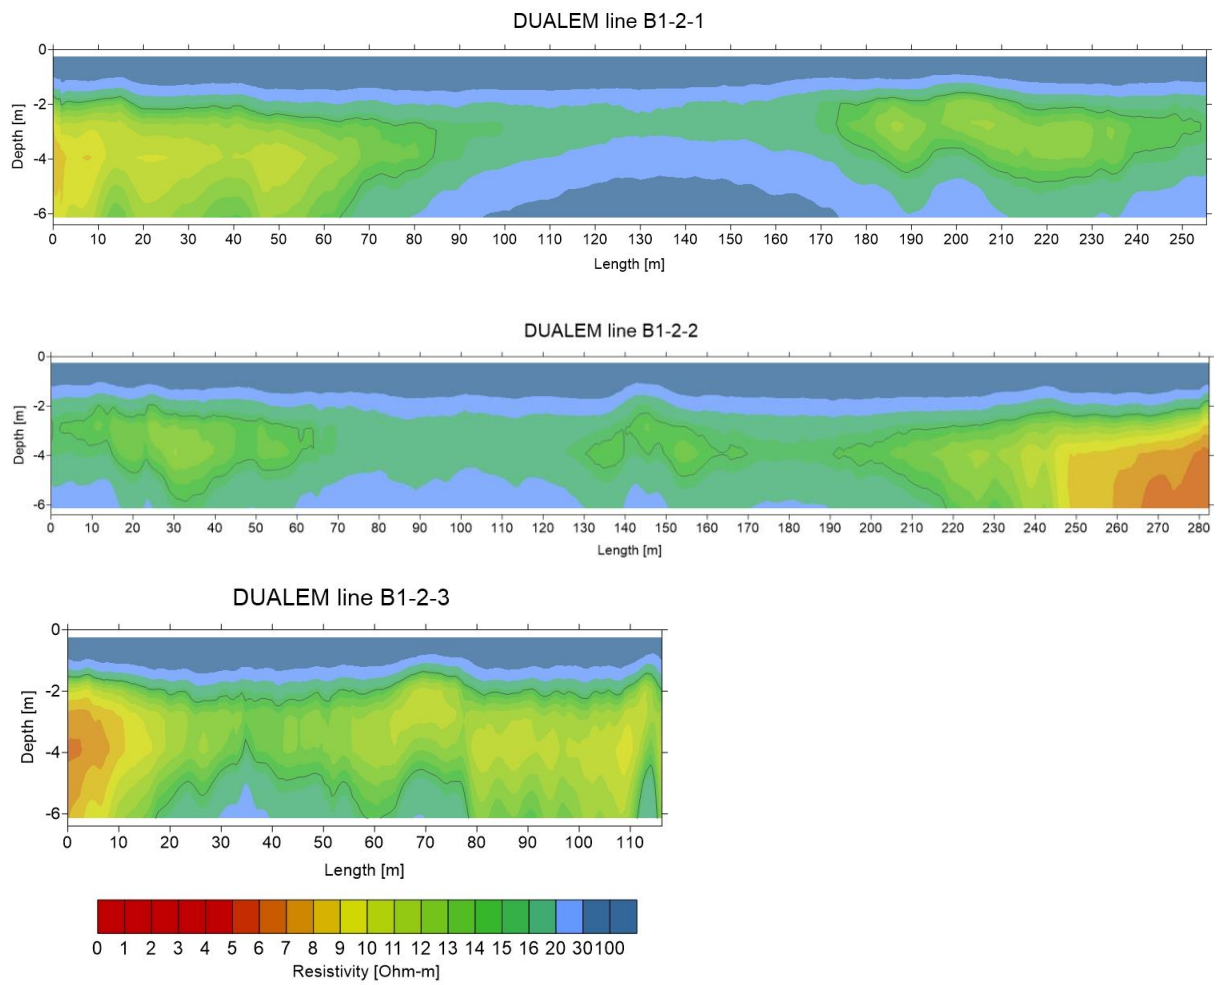 DUALEM line B1-2-1
0
-2
-4
-6
Depth [m]
0 10 20 30 40 50 60 70 80 90 100 110 120 130 140 150 160 170 180 190 200 210 220 230 240 250
Length [m]
DUALEM line B1-2-2
0
-2
-4
-6
Depth [m]
0 10 20 30 40 50 60 70 80 90 100 110 120 130 140 150 160 170 180 190 200 210 220 230 240 250 260 270 280
Length [m]
DUALEM line B1-2-3
0
-2
-4
-6
Depth [m]
0 10 20 30 40 50 60 70 80 90 100 110
Length [m]
0 1 2 3 4 5 6 7 8 9 10 11 12 13 14 15 16 20 30 100
Resistivity [Ohm-m]